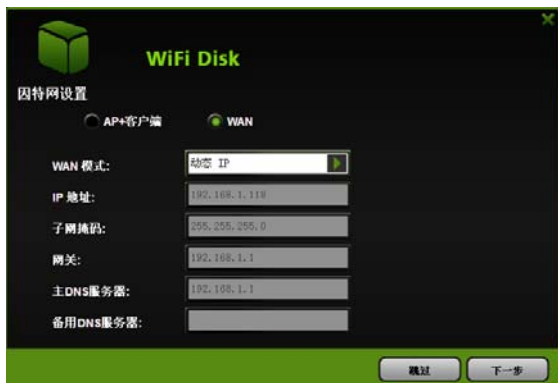 WiFi Disk
因特网设置
AP+客户端 WAN
WAN 模式: 动态 IP
IP 地址: 192.168.1.118
子网掩码: 255.255.255.0
网关: 192.168.1.1
主DNS服务器: 192.168.1.1
备用DNS服务器:
跳过 下一步